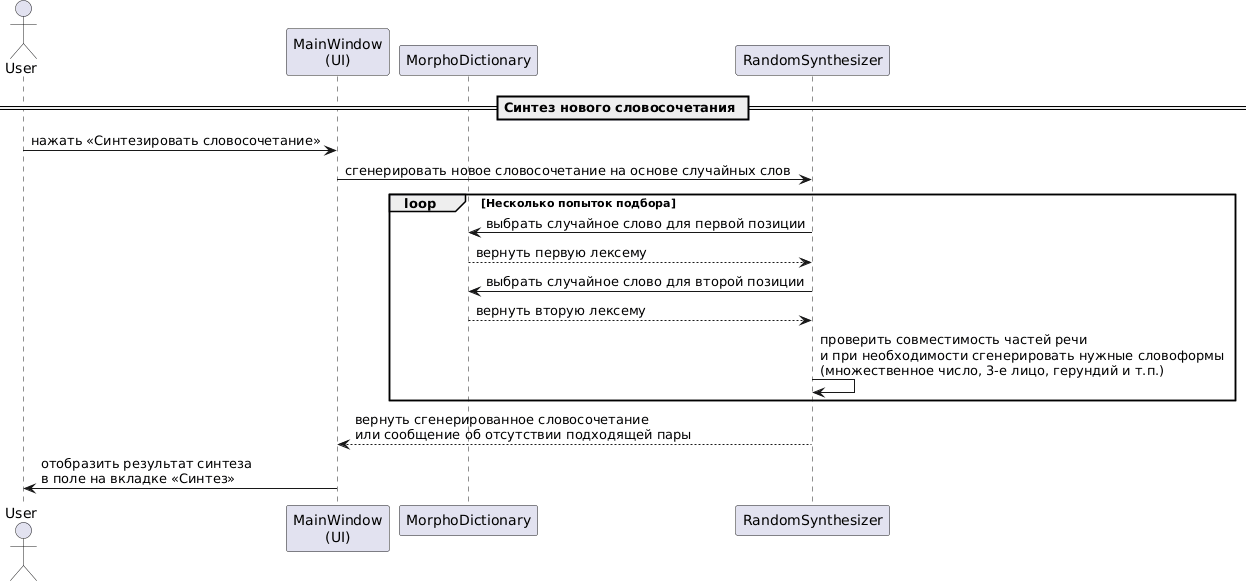 User
MainWindow
(UI)
MorphoDictionary
RandomSynthesizer
Синтез нового словосочетания
нажать «Синтезировать словосочетание»
сгенерировать новое словосочетание на основе случайных слов
loop
[Несколько попыток подбора]
выбрать случайное слово для первой позиции
вернуть первую лексему
выбрать случайное слово для второй позиции
вернуть вторую лексему
проверить совместимость частей речи
и при необходимости сгенерировать нужные словоформы
(множественное число, 3-е лицо, герундий и т.п.)
вернуть сгенерированное словосочетание
или сообщение об отсутствии подходящей пары
отобразить результат синтеза
в поле на вкладке «Синтез»
User
MainWindow
(UI)
MorphoDictionary
RandomSynthesizer